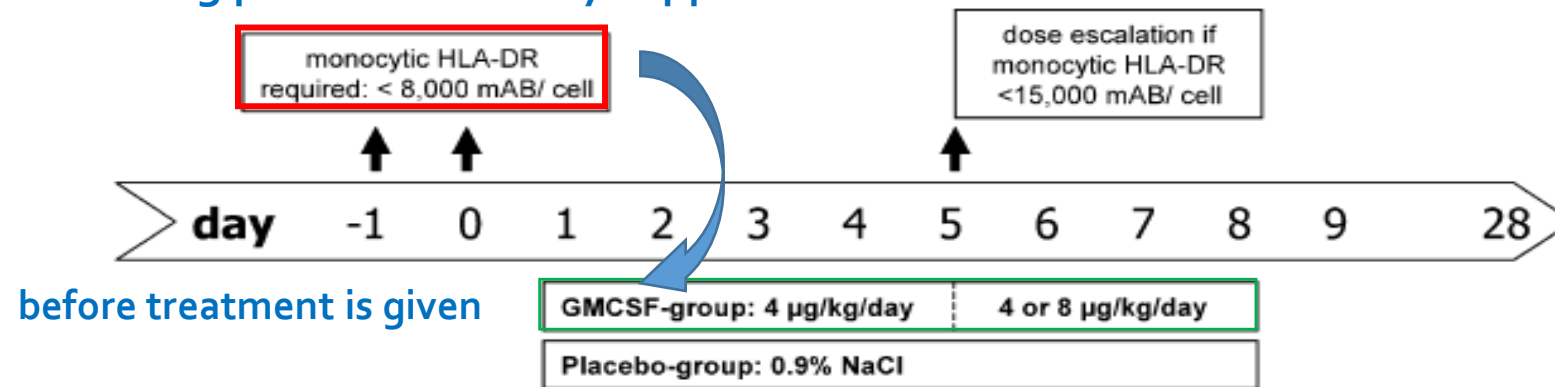 monocytic HLA-DR
required: < 8,000 mAB/ cell
dose escalation if
monocytic HLA-DR
<15,000 mAB/ cell
day -1 0 1 2 3 4 5 6 7 8 9 28
before treatment is given
GMCSF-group: 4 µg/kg/day 4 or 8 µg/kg/day
Placebo-group: 0.9% NaCl